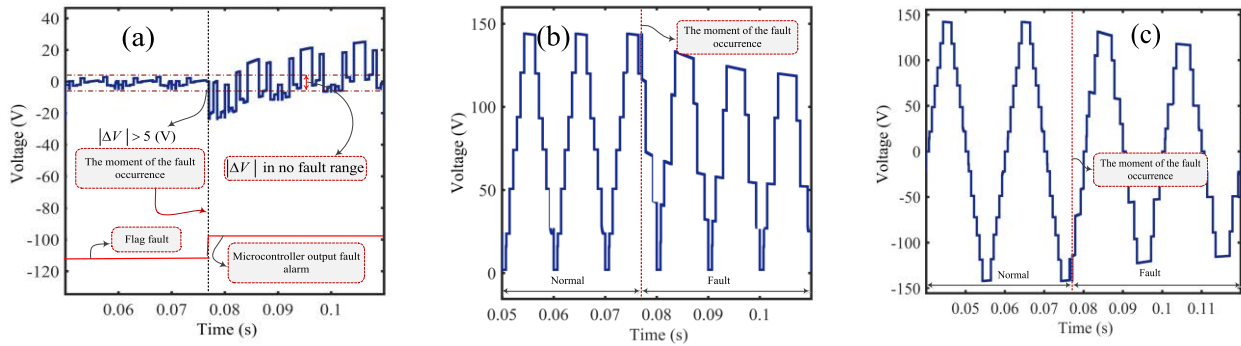 (a)
40
20
0
-20
-40
-60
-80
-100
-120
Voltage (V)
|ΔV| > 5 (V)
The moment of the fault
occurrence
|ΔV| in no fault range
Flag fault
Microcontroller output fault
alarm
0.06 0.07 0.08 0.09 0.1
Time (s)
(b)
150
100
50
0
Voltage (V)
The moment of the fault
occurrence
Normal Fault
0.05 0.06 0.07 0.08 0.09 0.1 0.11
Time (s)
(c)
150
100
50
0
-50
-100
-150
Voltage (V)
The moment of the fault
occurrence
Normal Fault
0.05 0.06 0.07 0.08 0.09 0.1 0.11 0.12
Time (s)